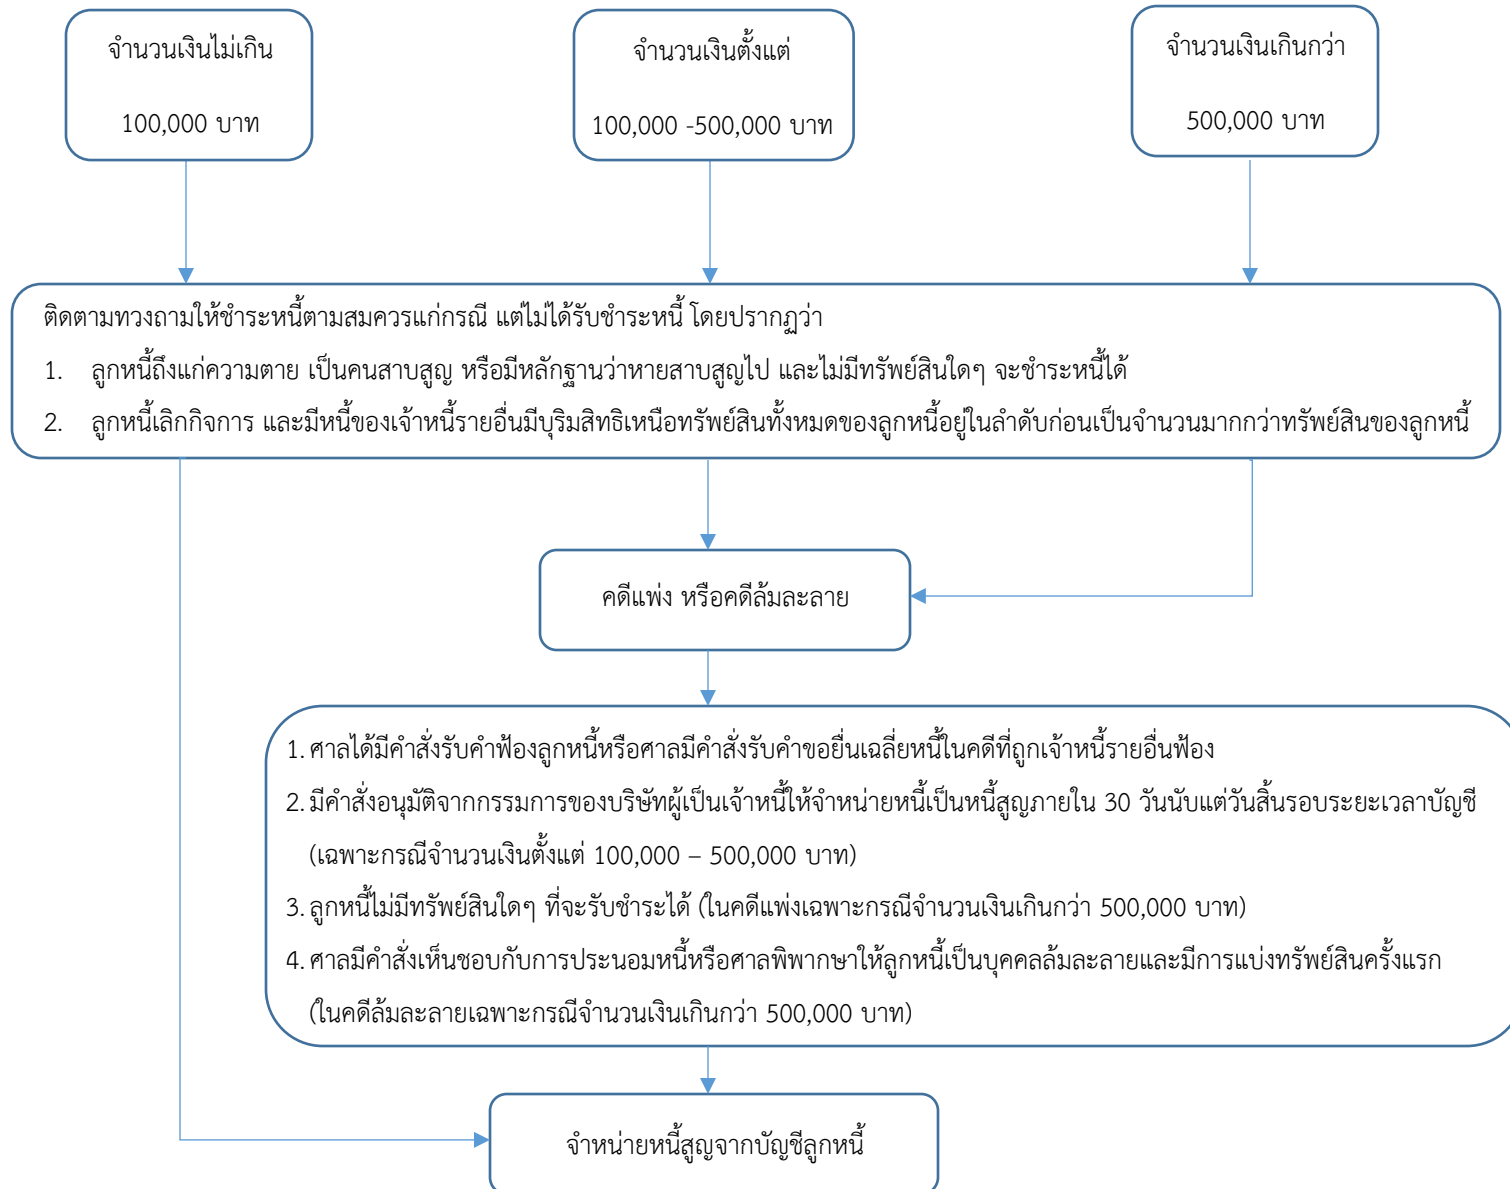 จำนวนเงินไม่เกิน
100,000 บาท
จำนวนเงินตั้งแต่
100,000 -500,000 บาท
จำนวนเงินเกินกว่า
500,000 บาท
ติดตามทวงถามให้ชำระหนี้ตามสมควรแก่กรณี แต่ไม่ได้รับชำระหนี้ โดยปรากฏว่า
1. ลูกหนี้ถึงแก่ความตาย เป็นคนสาบสูญ หรือมีหลักฐานว่าหายสาบสูญไป และไม่มีทรัพย์สินใดๆ จะชำระหนี้ได้
2. ลูกหนี้เลิกกิจการ และมีหนี้ของเจ้าหนี้รายอื่นมีบุริมสิทธิเหนือทรัพย์สินทั้งหมดของลูกหนี้อยู่ในลำดับก่อนเป็นจำนวนมากกว่าทรัพย์สินของลูกหนี้
คดีแพ่ง หรือคดีล้มละลาย
1. ศาลได้มีคำสั่งรับคำฟ้องลูกหนี้หรือศาลมีคำสั่งรับคำขอยื่นเฉลี่ยหนี้ในคดีที่ถูกเจ้าหนี้รายอื่นฟ้อง
2. มีคำสั่งอนุมัติจากกรรมการของบริษัทผู้เป็นเจ้าหนี้ให้จำหน่ายหนี้เป็นหนี้สูญภายใน 30 วันนับแต่วันสิ้นรอบระยะเวลาบัญชี
(เฉพาะกรณีจำนวนเงินตั้งแต่ 100,000 – 500,000 บาท)
3. ลูกหนี้ไม่มีทรัพย์สินใดๆ ที่จะรับชำระได้ (ในคดีแพ่งเฉพาะกรณีจำนวนเงินเกินกว่า 500,000 บาท)
4. ศาลมีคำสั่งเห็นชอบกับการประนอมหนี้หรือศาลพิพากษาให้ลูกหนี้เป็นบุคคลล้มละลายและมีการแบ่งทรัพย์สินครั้งแรก
(ในคดีล้มละลายเฉพาะกรณีจำนวนเงินเกินกว่า 500,000 บาท)
จำหน่ายหนี้สูญจากบัญชีลูกหนี้